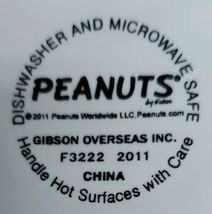 DISHWASHER AND MICROWAVE SAFE
PEANUTS®
by Schulz
©2011 Peanuts Worldwide LLC, Peanuts.com
GIBSON OVERSEAS INC.
F3222 2011
CHINA
Handle Hot Surfaces with Care